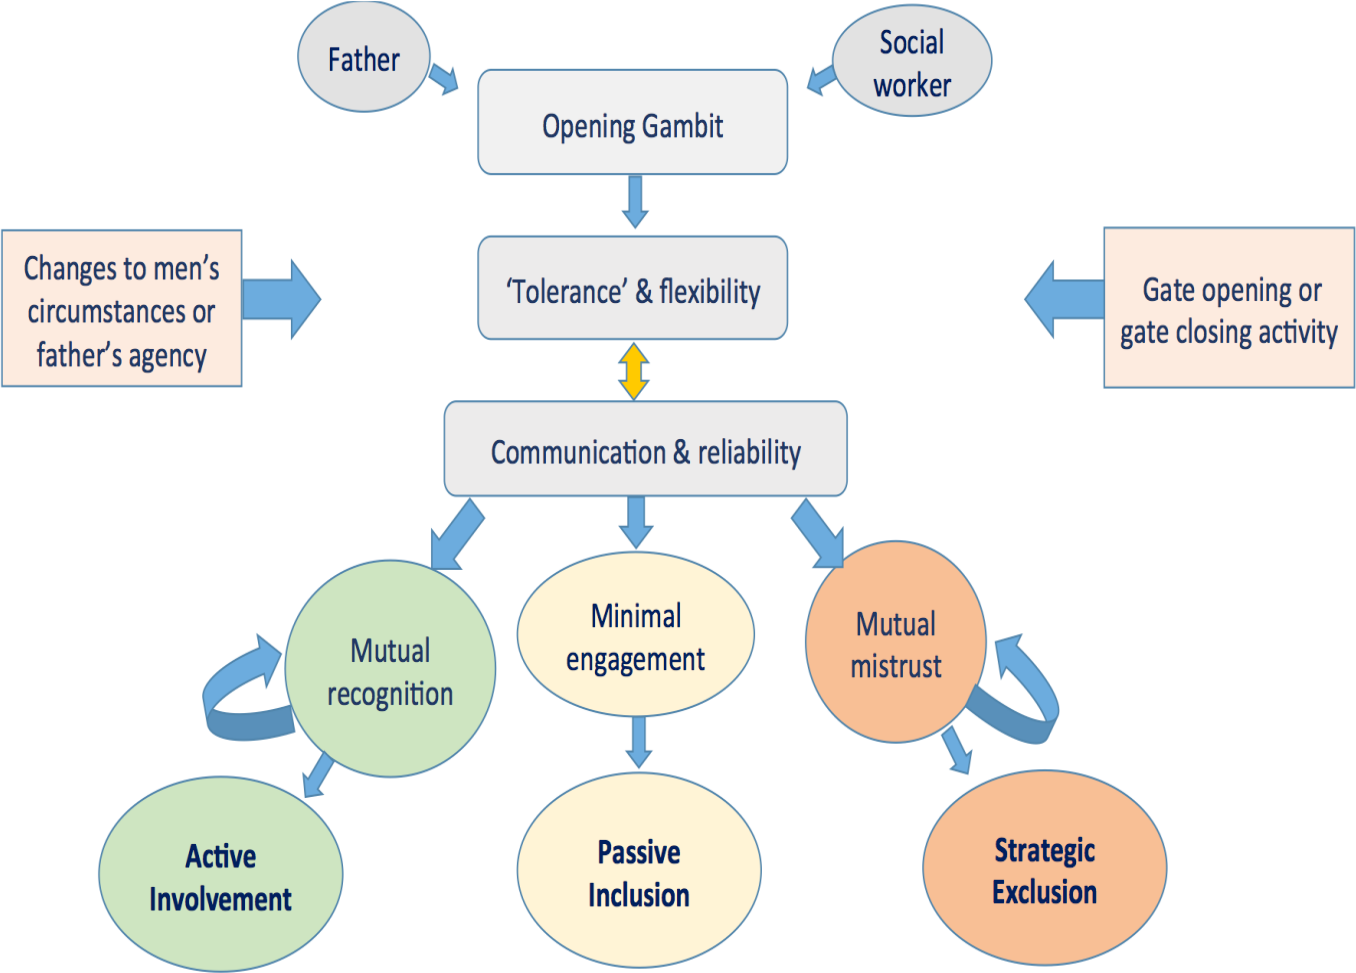 Father
Social
worker
Opening Gambit
Changes to men’s
circumstances or
father’s agency
‘Tolerance’ & flexibility
Gate opening or
gate closing activity
Communication & reliability
Mutual
recognition
Minimal
engagement
Mutual
mistrust
Active
Involvement
Passive
Inclusion
Strategic
Exclusion